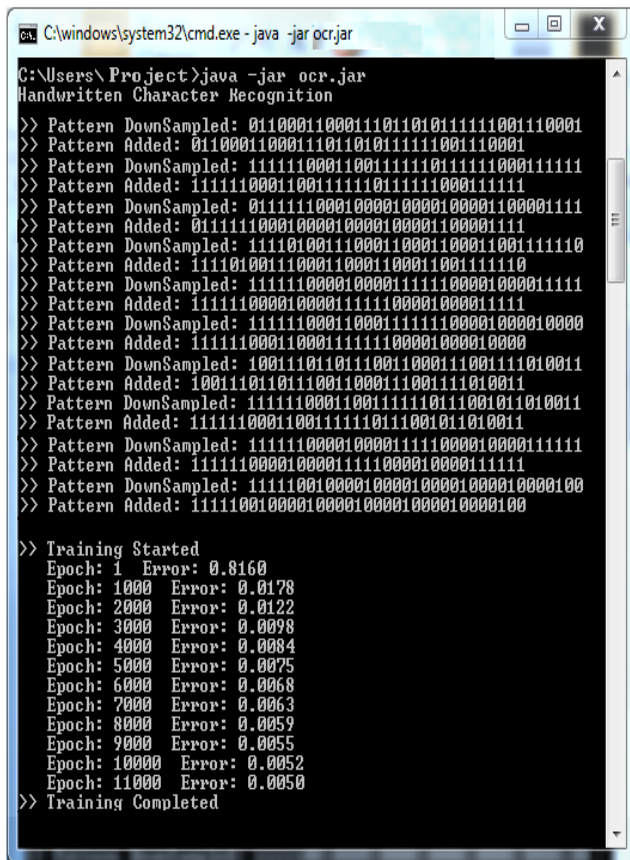 C:\windows\system32\cmd.exe - java -jar ocr.jar
C:\Users\Project>java -jar ocr.jar
Handwritten Character Recognition
>> Pattern DownSampled: 01100011000111011010111111001110001
>> Pattern Added: 01100011000111011010111111001110001
>> Pattern DownSampled: 11111100011001111110111111000111111
>> Pattern Added: 11111100011001111110111111000111111
>> Pattern DownSampled: 01111110001000010000100001100001111
>> Pattern Added: 01111110001000010000100001100001111
>> Pattern DownSampled: 11110100111000110001100011001111110
>> Pattern Added: 11110100111000110001100011001111110
>> Pattern DownSampled: 11111100001000011111100001000011111
>> Pattern Added: 11111100001000011111100001000011111
>> Pattern DownSampled: 11111100011000111111100001000010000
>> Pattern Added: 11111100011000111111100001000010000
>> Pattern DownSampled: 10011101101110011000111001111010011
>> Pattern Added: 10011101101110011000111001111010011
>> Pattern DownSampled: 11111100011001111110111001011010011
>> Pattern Added: 11111100011001111110111001011010011
>> Pattern DownSampled: 11111100001000011111000010000111111
>> Pattern Added: 11111100001000011111000010000111111
>> Pattern DownSampled: 11111001000010000100001000010000100
>> Pattern Added: 11111001000010000100001000010000100
>> Training Started
Epoch: 1 Error: 0.8160
Epoch: 1000 Error: 0.0178
Epoch: 2000 Error: 0.0122
Epoch: 3000 Error: 0.0098
Epoch: 4000 Error: 0.0084
Epoch: 5000 Error: 0.0075
Epoch: 6000 Error: 0.0068
Epoch: 7000 Error: 0.0063
Epoch: 8000 Error: 0.0059
Epoch: 9000 Error: 0.0055
Epoch: 10000 Error: 0.0052
Epoch: 11000 Error: 0.0050
>> Training Completed